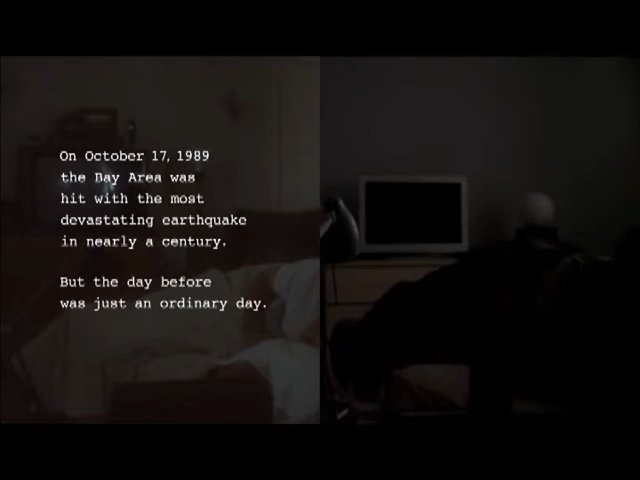 On October 17, 1989
the Bay Area was
hit with the most
devastating earthquake
in nearly a century.
But the day before
was just an ordinary day.